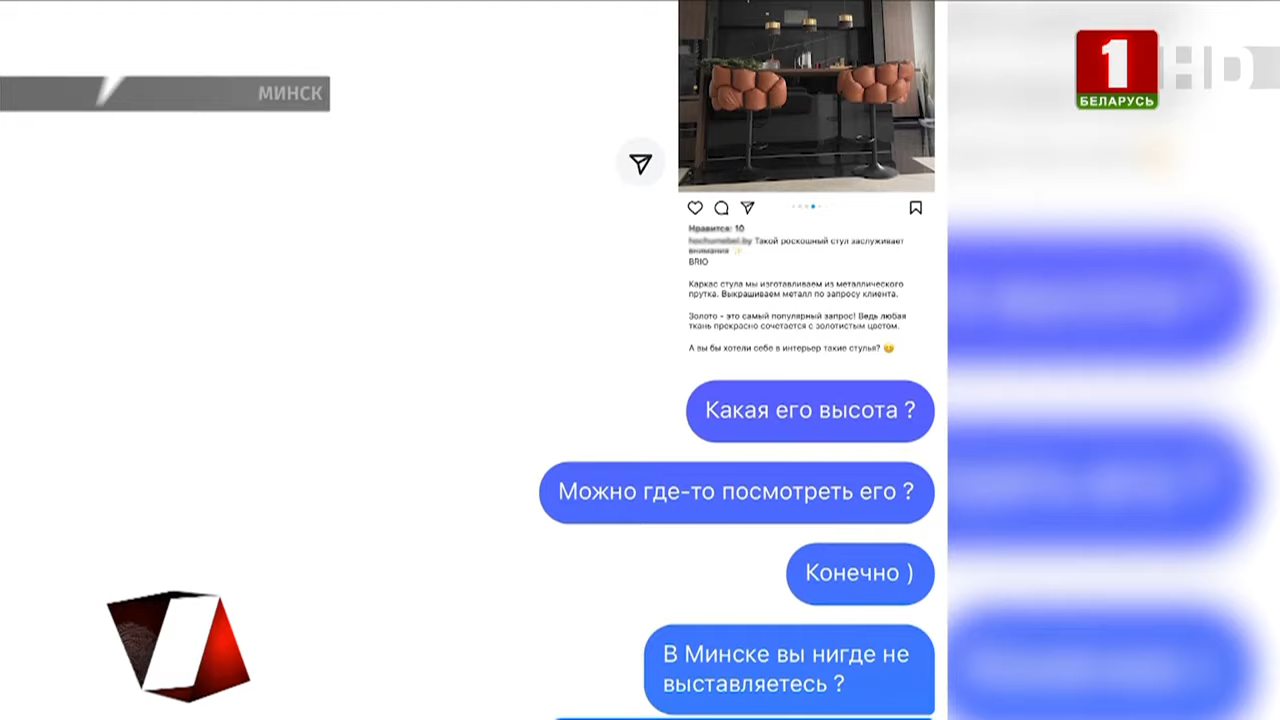 МИНСК
1
БЕЛАРУСЬ
HD
Нравится: 10
Такой роскошный стул заслуживает
внимания
BRIO
Каркас стула мы изготавливаем из металлического
прутка. Выкрашиваем металл по запросу клиента.
Золото - это самый популярный запрос! Ведь любая
ткань прекрасно сочетается с золотистым цветом.
А вы бы хотели себе в интерьер такие стулья? 😊
Какая его высота ?
Можно где-то посмотреть его ?
Конечно )
В Минске вы нигде не
выставляетесь ?